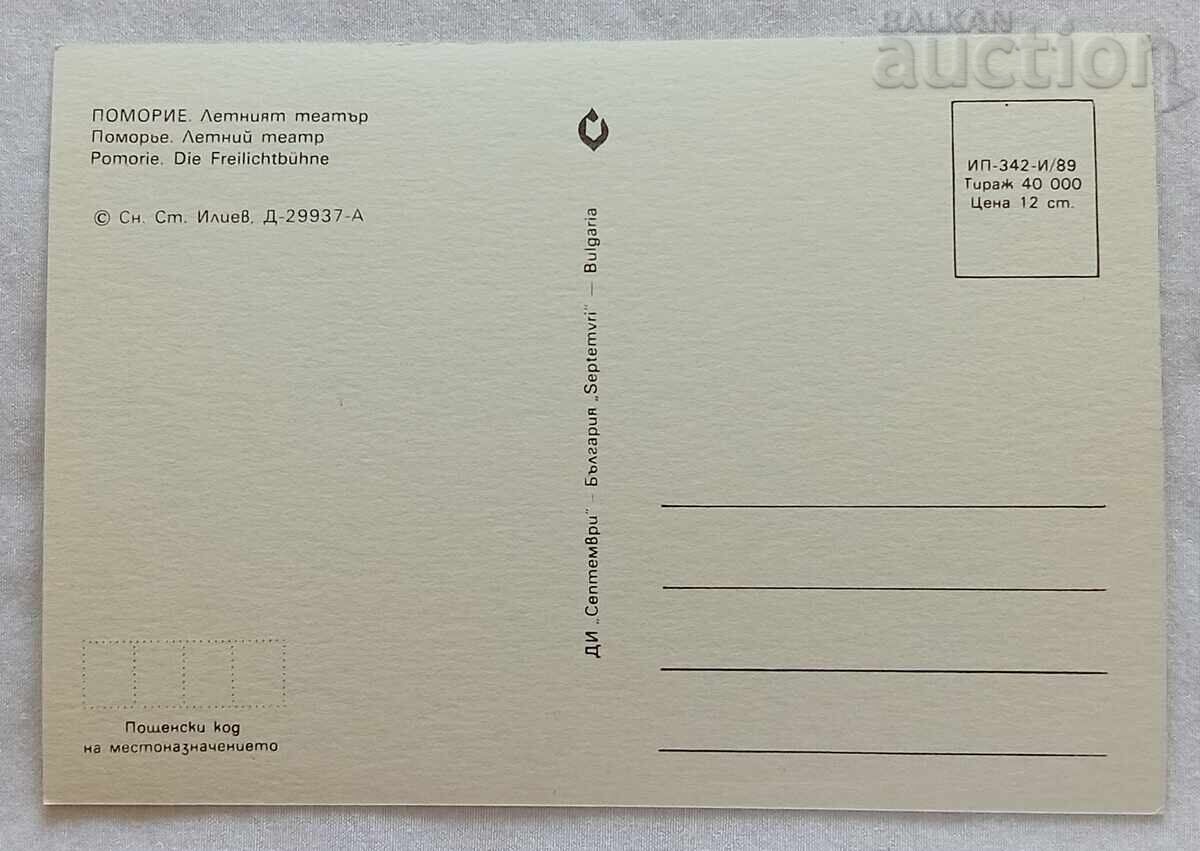 BALKAN
auction
ПОМОРИЕ. Летният театър
Поморье. Летний театр
Pomorie. Die Freilichtbühne
© Сн. Ст. Илиев, Д-29937-А
ДИ „Септември" – България „Septemvri" — Bulgaria
ИП-342-И/89
Тираж 40 000
Цена 12 ст.
Пощенски код
на местоназначението